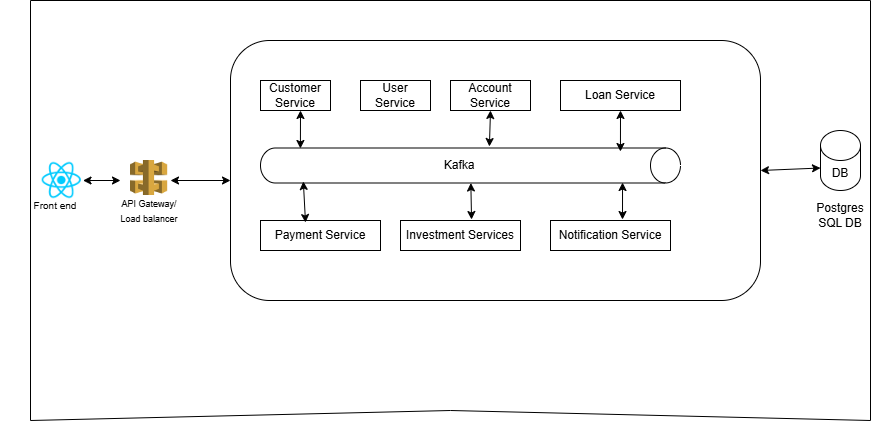 Customer
Service
User
Service
Account
Service
Loan Service
Kafka
Front end
API Gateway/
Load balancer
DB
Postgres
SQL DB
Payment Service
Investment Services
Notification Service